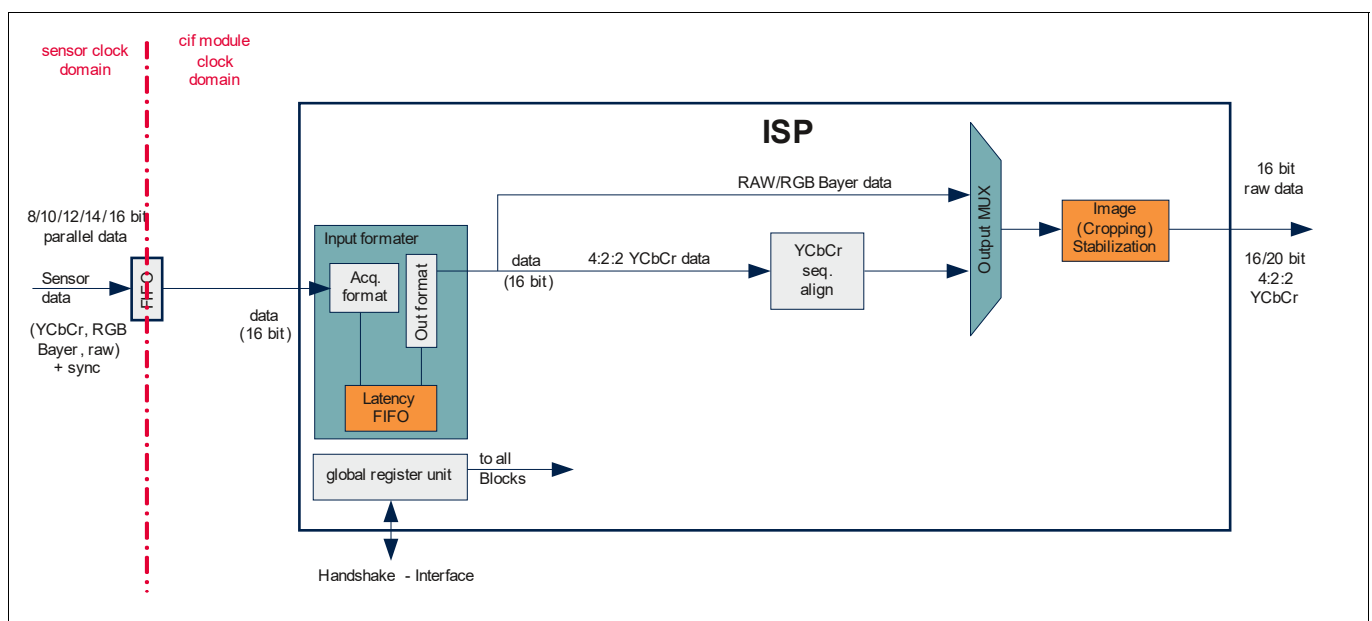 sensor clock
domain
cif module
clock
domain
ISP
8/10/12/14/16 bit
parallel data
Sensor
data
(YCbCr, RGB
Bayer, raw)
+ sync
FIFO
data
(16 bit)
Input formater
Acq.
format
Out format
Latency
FIFO
RAW/RGB Bayer data
data
(16 bit)
4:2:2 YCbCr data
YCbCr
seq.
align
Output MUX
Image
(Cropping)
Stabilization
16 bit
raw data
16/20 bit
4:2:2
YCbCr
global register unit
to all
Blocks
Handshake - Interface